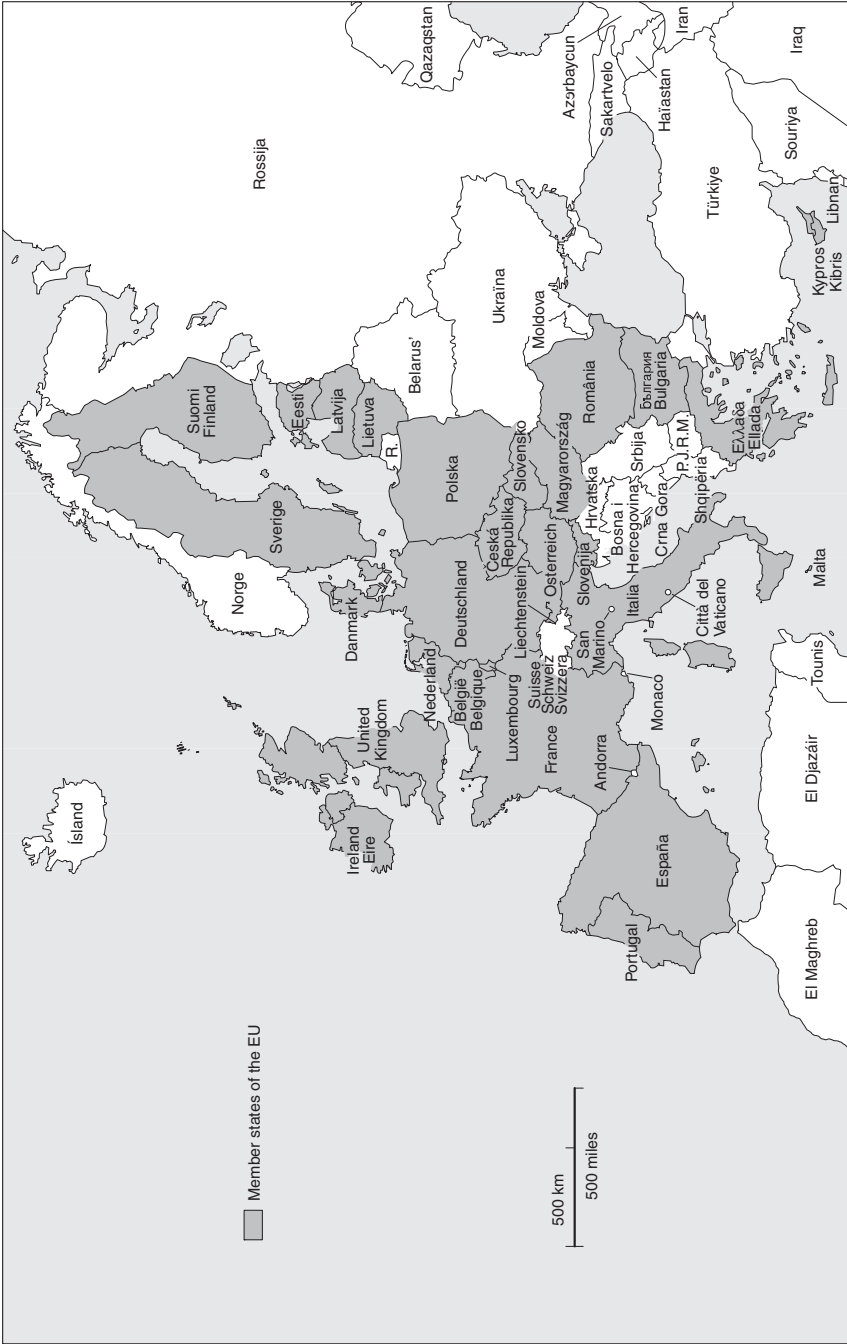 Ísland
Norge
Sverige
Suomi
Finland
Rossija
Eesti
Latvija
Lietuva
R.
Belarus'
Qazaqstan
Danmark
United
Kingdom
Ireland
Eire
Nederland
België
Belgique
Luxembourg
Deutschland
Polska
Ukraïna
Moldova
Česká
Republika
Slovensko
Österreich
Liechtenstein
Suisse
Schweiz
Svizzera
Magyarország
România
France
Slovenija
Hrvatska
Bosna i
Hercegovina
Srbija
Crna Gora
P.J.R.M.
Shqipëria
България
Bulgaria
Ελλαδα
Ellada
Italia
San
Marino
Città del
Vaticano
Monaco
Andorra
España
Portugal
Malta
Türkiye
Azərbaycun
Sakartvelo
Haïastan
Iran
Iraq
Souriya
Libnan
Kypros
Kibris
El Maghreb
El Djazáir
Tounis
Member states of the EU
500 km
500 miles